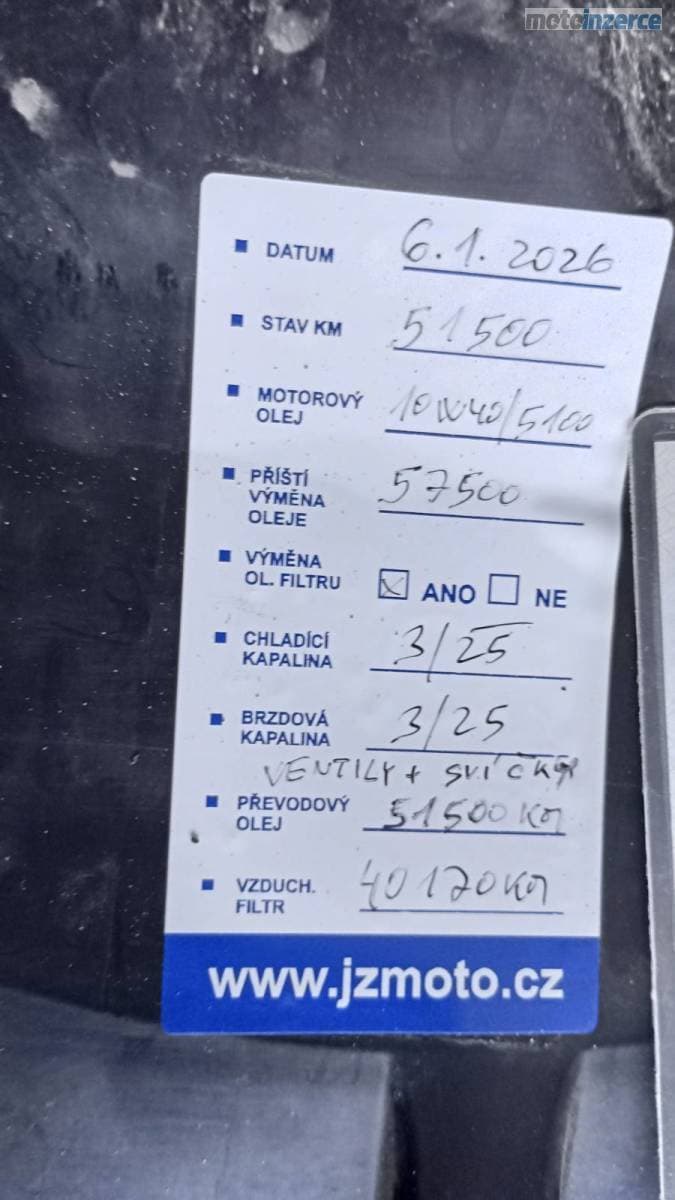 motoinzerce
DATUM 6.1.2026
STAV KM 51500
MOTOROVÝ OLEJ 10W40/5100
PŘÍŠTÍ VÝMĚNA OLEJE 57500
VÝMĚNA OL. FILTRU ☒ ANO ☐ NE
CHLADÍCÍ KAPALINA 3/25
BRZDOVÁ KAPALINA 3/25
VENTILY + SVÍČKY
PŘEVODOVÝ OLEJ 51500 KM
VZDUCH. FILTR 40170KM
www.jzmoto.cz